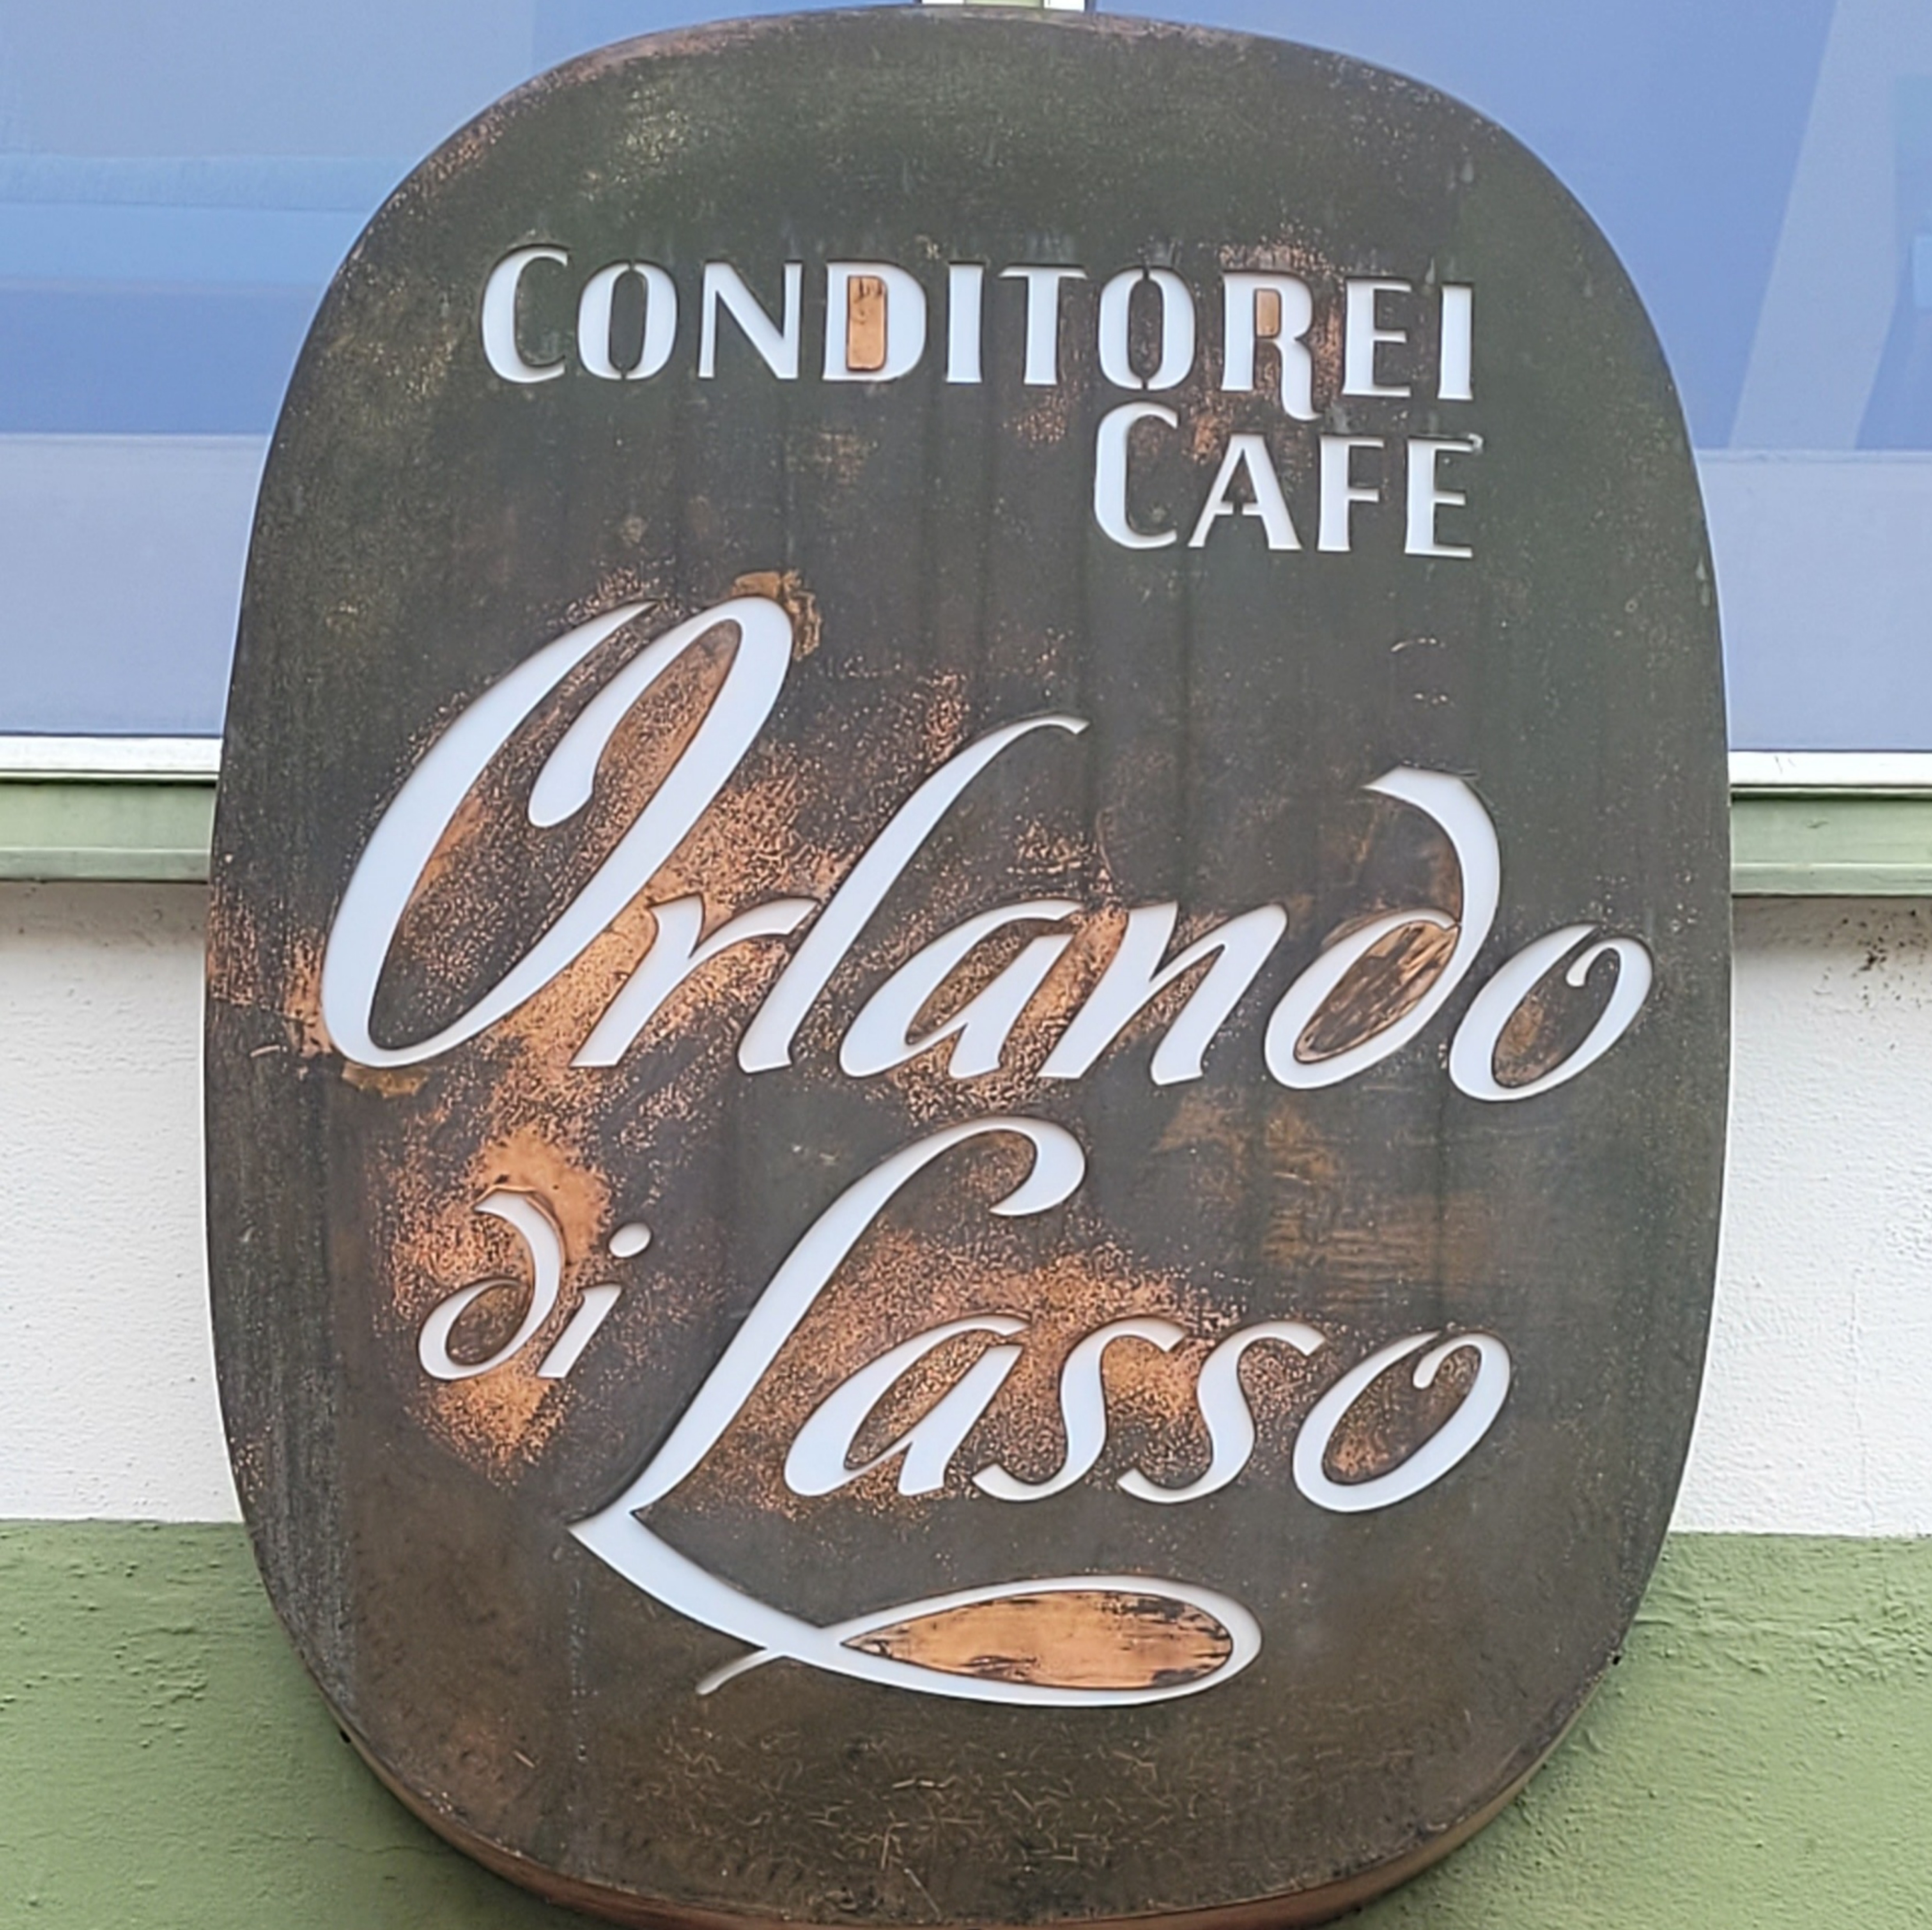 CONDITOREI
CAFE
Orlando
di Lasso